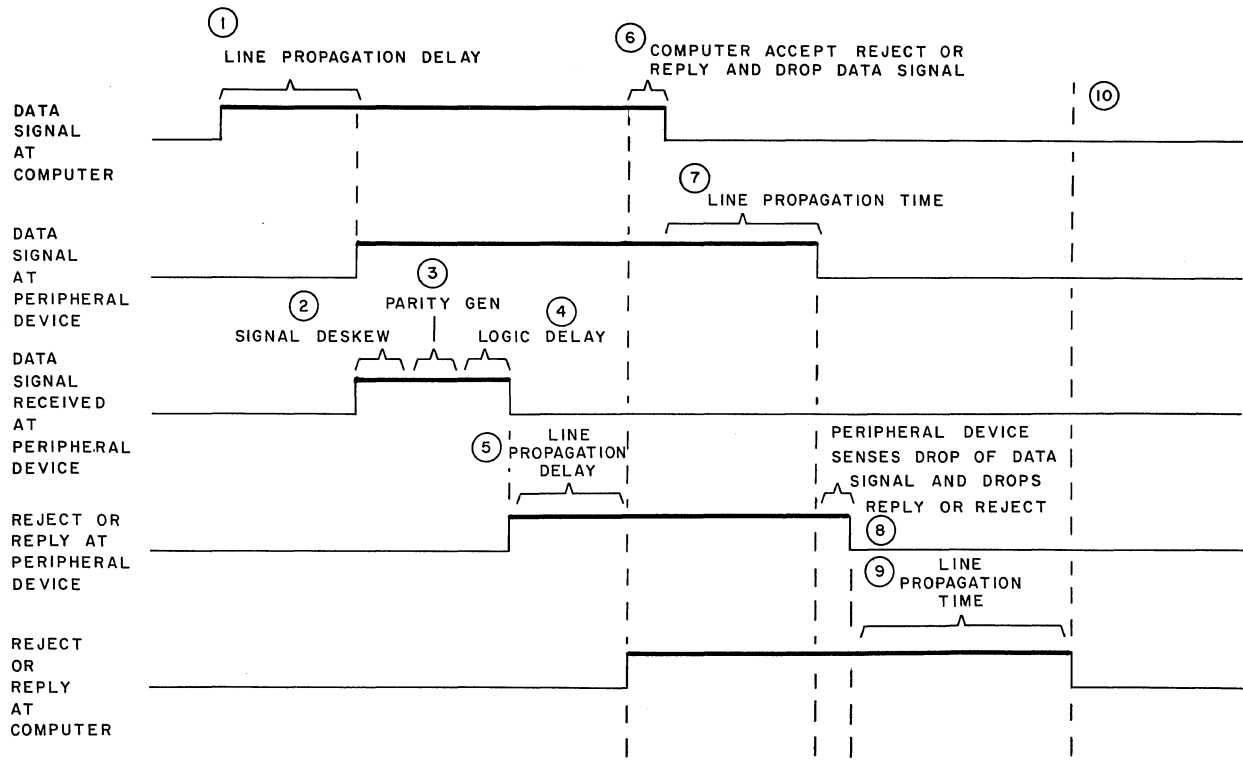 1
LINE PROPAGATION DELAY
6
COMPUTER ACCEPT REJECT OR
REPLY AND DROP DATA SIGNAL
10
DATA
SIGNAL
AT
COMPUTER
7
LINE PROPAGATION TIME
DATA
SIGNAL
AT
PERIPHERAL
DEVICE
3
PARITY GEN
2
SIGNAL DESKEW
4
LOGIC DELAY
DATA
SIGNAL
RECEIVED
AT
PERIPHERAL
DEVICE
5
LINE
PROPAGATION
DELAY
PERIPHERAL DEVICE
SENSES DROP OF DATA
SIGNAL AND DROPS
REPLY OR REJECT
8
REJECT OR
REPLY AT
PERIPHERAL
DEVICE
9
LINE
PROPAGATION
TIME
REJECT
OR
REPLY
AT
COMPUTER